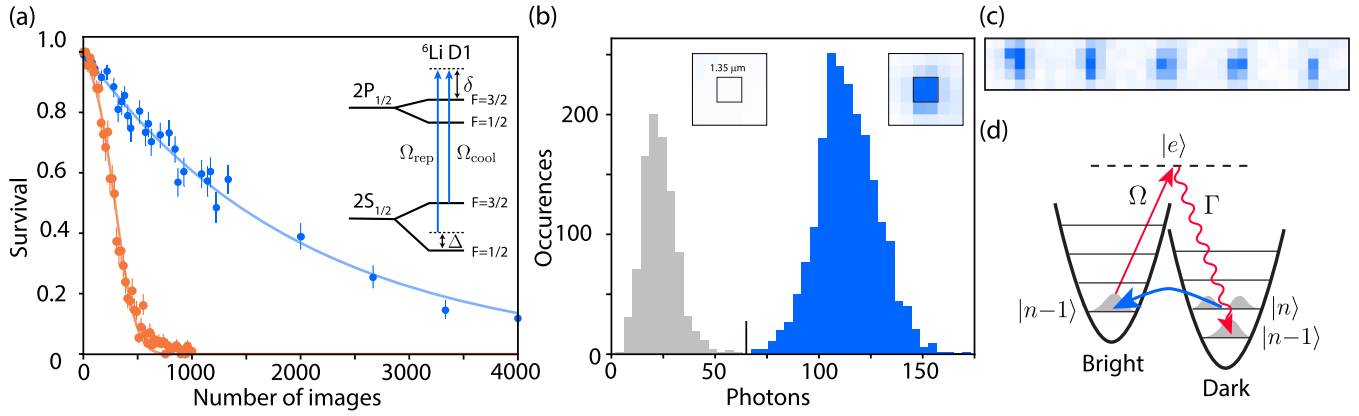 (a)
1.0
0.8
0.6
0.4
0.2
0
Survival
0
1000
2000
3000
4000
Number of images
⁶Li D1
2P₁/₂
F=3/2
F=1/2
δ
Ω_rep
Ω_cool
2S₁/₂
F=3/2
F=1/2
Δ
(b)
200
100
0
Occurences
0
50
100
150
Photons
1.35 μm
(c)
(d)
|e⟩
Ω
Γ
|n−1⟩
|n⟩
|n−1⟩
Bright
Dark